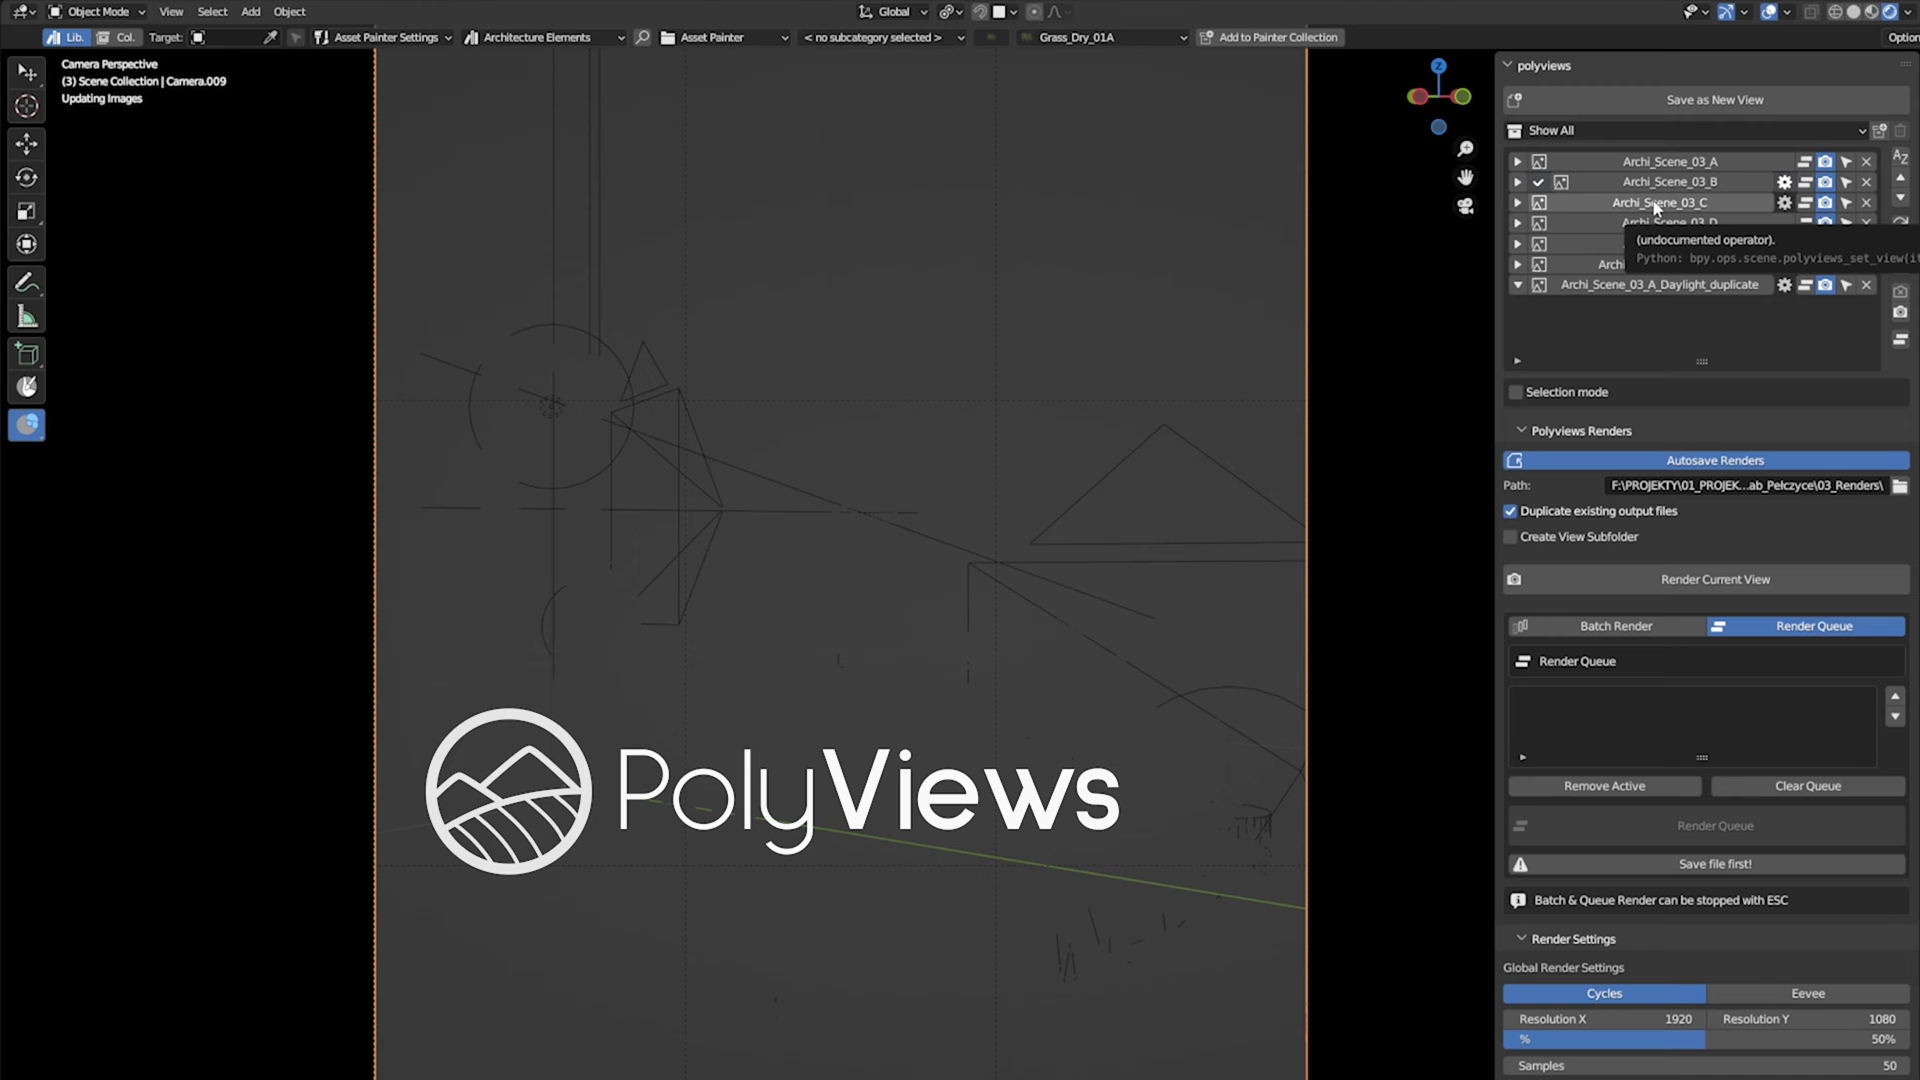 Object Mode View Select Add Object Global
Lib. Col. Target: Asset Painter Settings Architecture Elements Asset Painter < no subcategory selected > Grass_Dry_01A Add to Painter Collection Option
Camera Perspective
(3) Scene Collection | Camera.009
Updating Images
Z
polyviews
Save as New View
Show All
Archi_Scene_03_A
Archi_Scene_03_B
Archi_Scene_03_C
Archi_Scene_03_D
(undocumented operator).
Python: bpy.ops.scene.polyviews_set_view(it
Archi
Archi_Scene_03_A_Daylight_duplicate
Selection mode
Polyviews Renders
Autosave Renders
Path: F:\PROJEKTY\01_PROJEK...ab_Pełczyce\03_Renders\
Duplicate existing output files
Create View Subfolder
Render Current View
Batch Render Render Queue
Render Queue
Remove Active Clear Queue
Render Queue
Save file first!
Batch & Queue Render can be stopped with ESC
Render Settings
Global Render Settings
Cycles Eevee
Resolution X 1920 Resolution Y 1080
% 50%
Samples 50
PolyViews